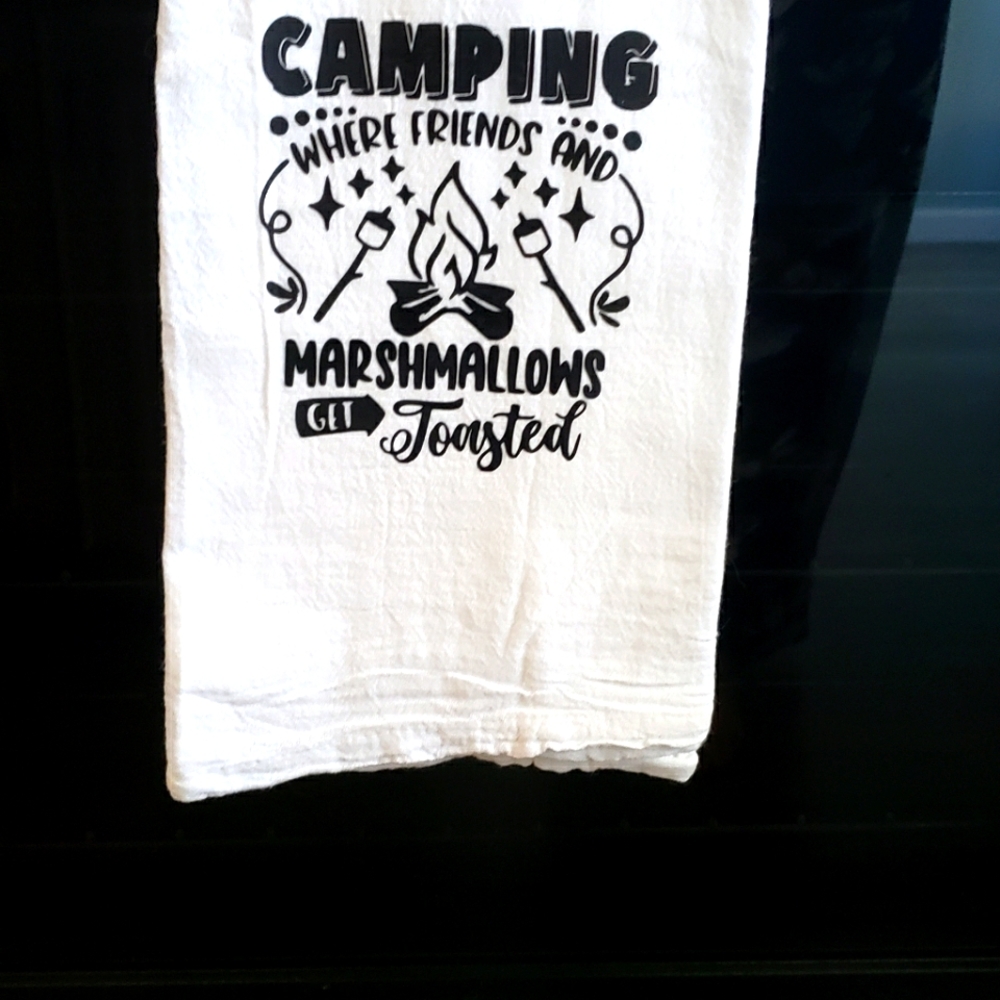 CAMPING
WHERE FRIENDS AND
MARSHMALLOWS
GET Toasted